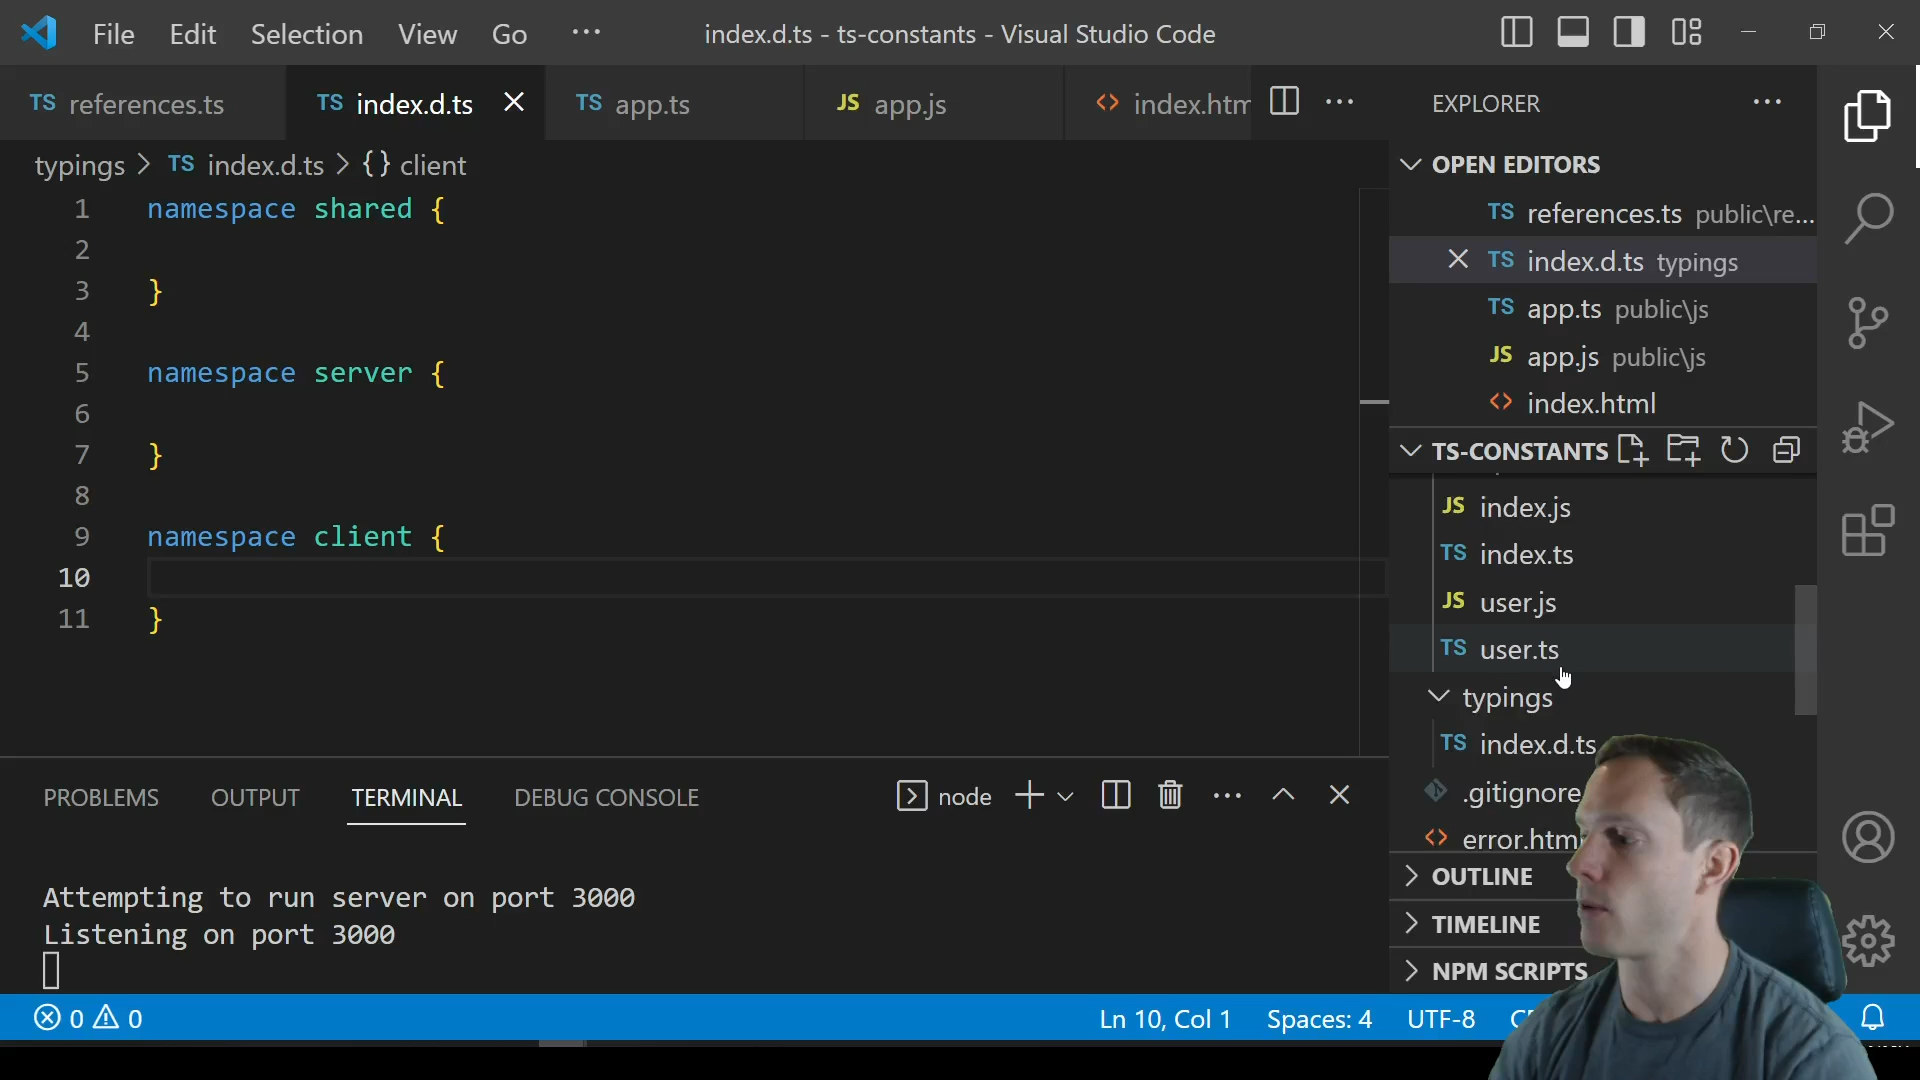 File Edit Selection View Go ···
index.d.ts - ts-constants - Visual Studio Code
TS references.ts
TS index.d.ts
TS app.ts
JS app.js
index.htm
typings > TS index.d.ts > {} client
1 namespace shared {
2
3 }
4
5 namespace server {
6
7 }
8
9 namespace client {
10
11 }
EXPLORER
OPEN EDITORS
TS references.ts public\re...
TS index.d.ts typings
TS app.ts public\js
JS app.js public\js
<> index.html
TS-CONSTANTS
JS index.js
TS index.ts
JS user.js
TS user.ts
typings
TS index.d.ts
.gitignore
<> error.htm
OUTLINE
TIMELINE
NPM SCRIPTS
PROBLEMS OUTPUT TERMINAL DEBUG CONSOLE
node
Attempting to run server on port 3000
Listening on port 3000
0 0
Ln 10, Col 1 Spaces: 4 UTF-8